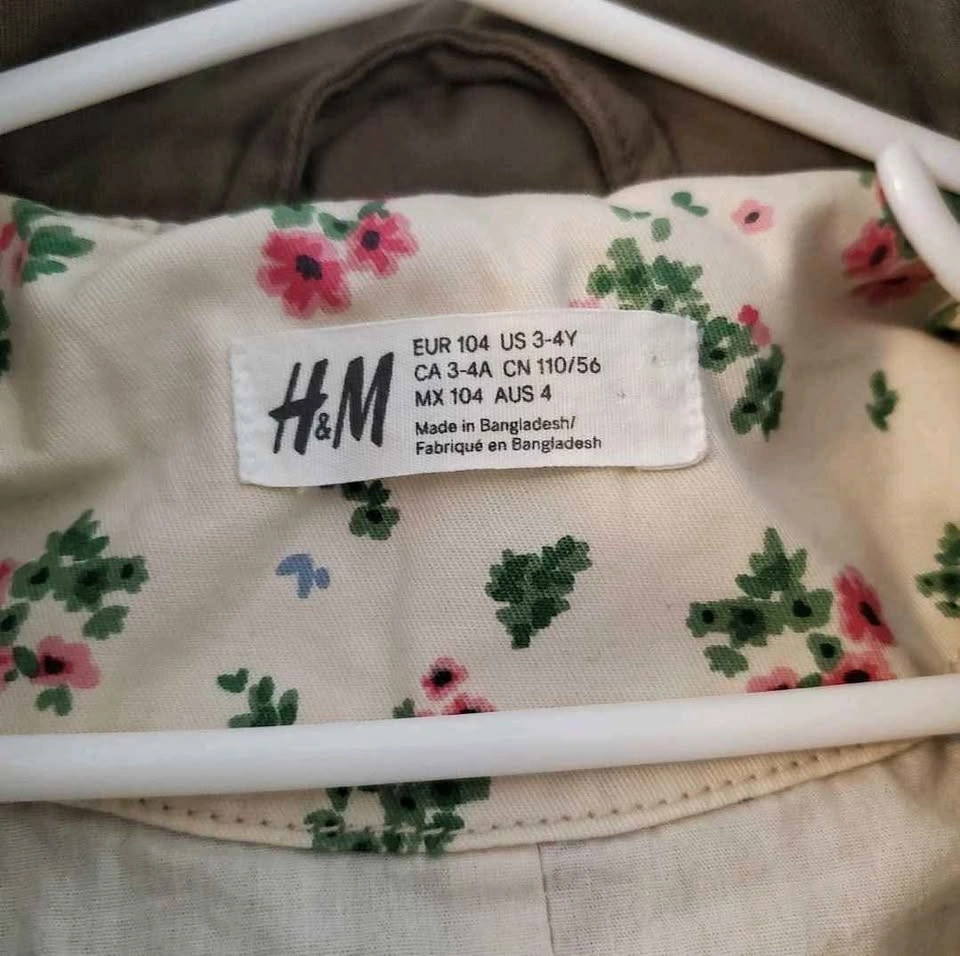 H&M
EUR 104 US 3-4Y
CA 3-4A CN 110/56
MX 104 AUS 4
Made in Bangladesh/
Fabriqué en Bangladesh